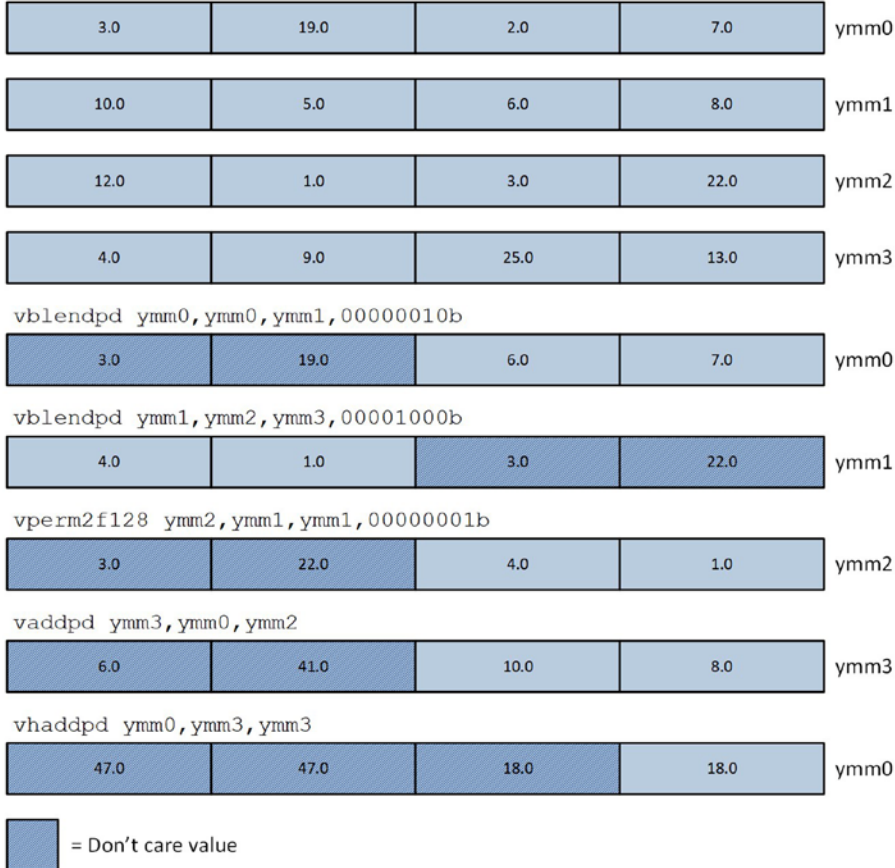 3.0 19.0 2.0 7.0 ymm0
10.0 5.0 6.0 8.0 ymm1
12.0 1.0 3.0 22.0 ymm2
4.0 9.0 25.0 13.0 ymm3
vblendpd ymm0,ymm0,ymm1,00000010b
3.0 19.0 6.0 7.0 ymm0
vblendpd ymm1,ymm2,ymm3,00001000b
4.0 1.0 3.0 22.0 ymm1
vperm2f128 ymm2,ymm1,ymm1,00000001b
3.0 22.0 4.0 1.0 ymm2
vaddpd ymm3,ymm0,ymm2
6.0 41.0 10.0 8.0 ymm3
vhaddpd ymm0,ymm3,ymm3
47.0 47.0 18.0 18.0 ymm0
= Don't care value